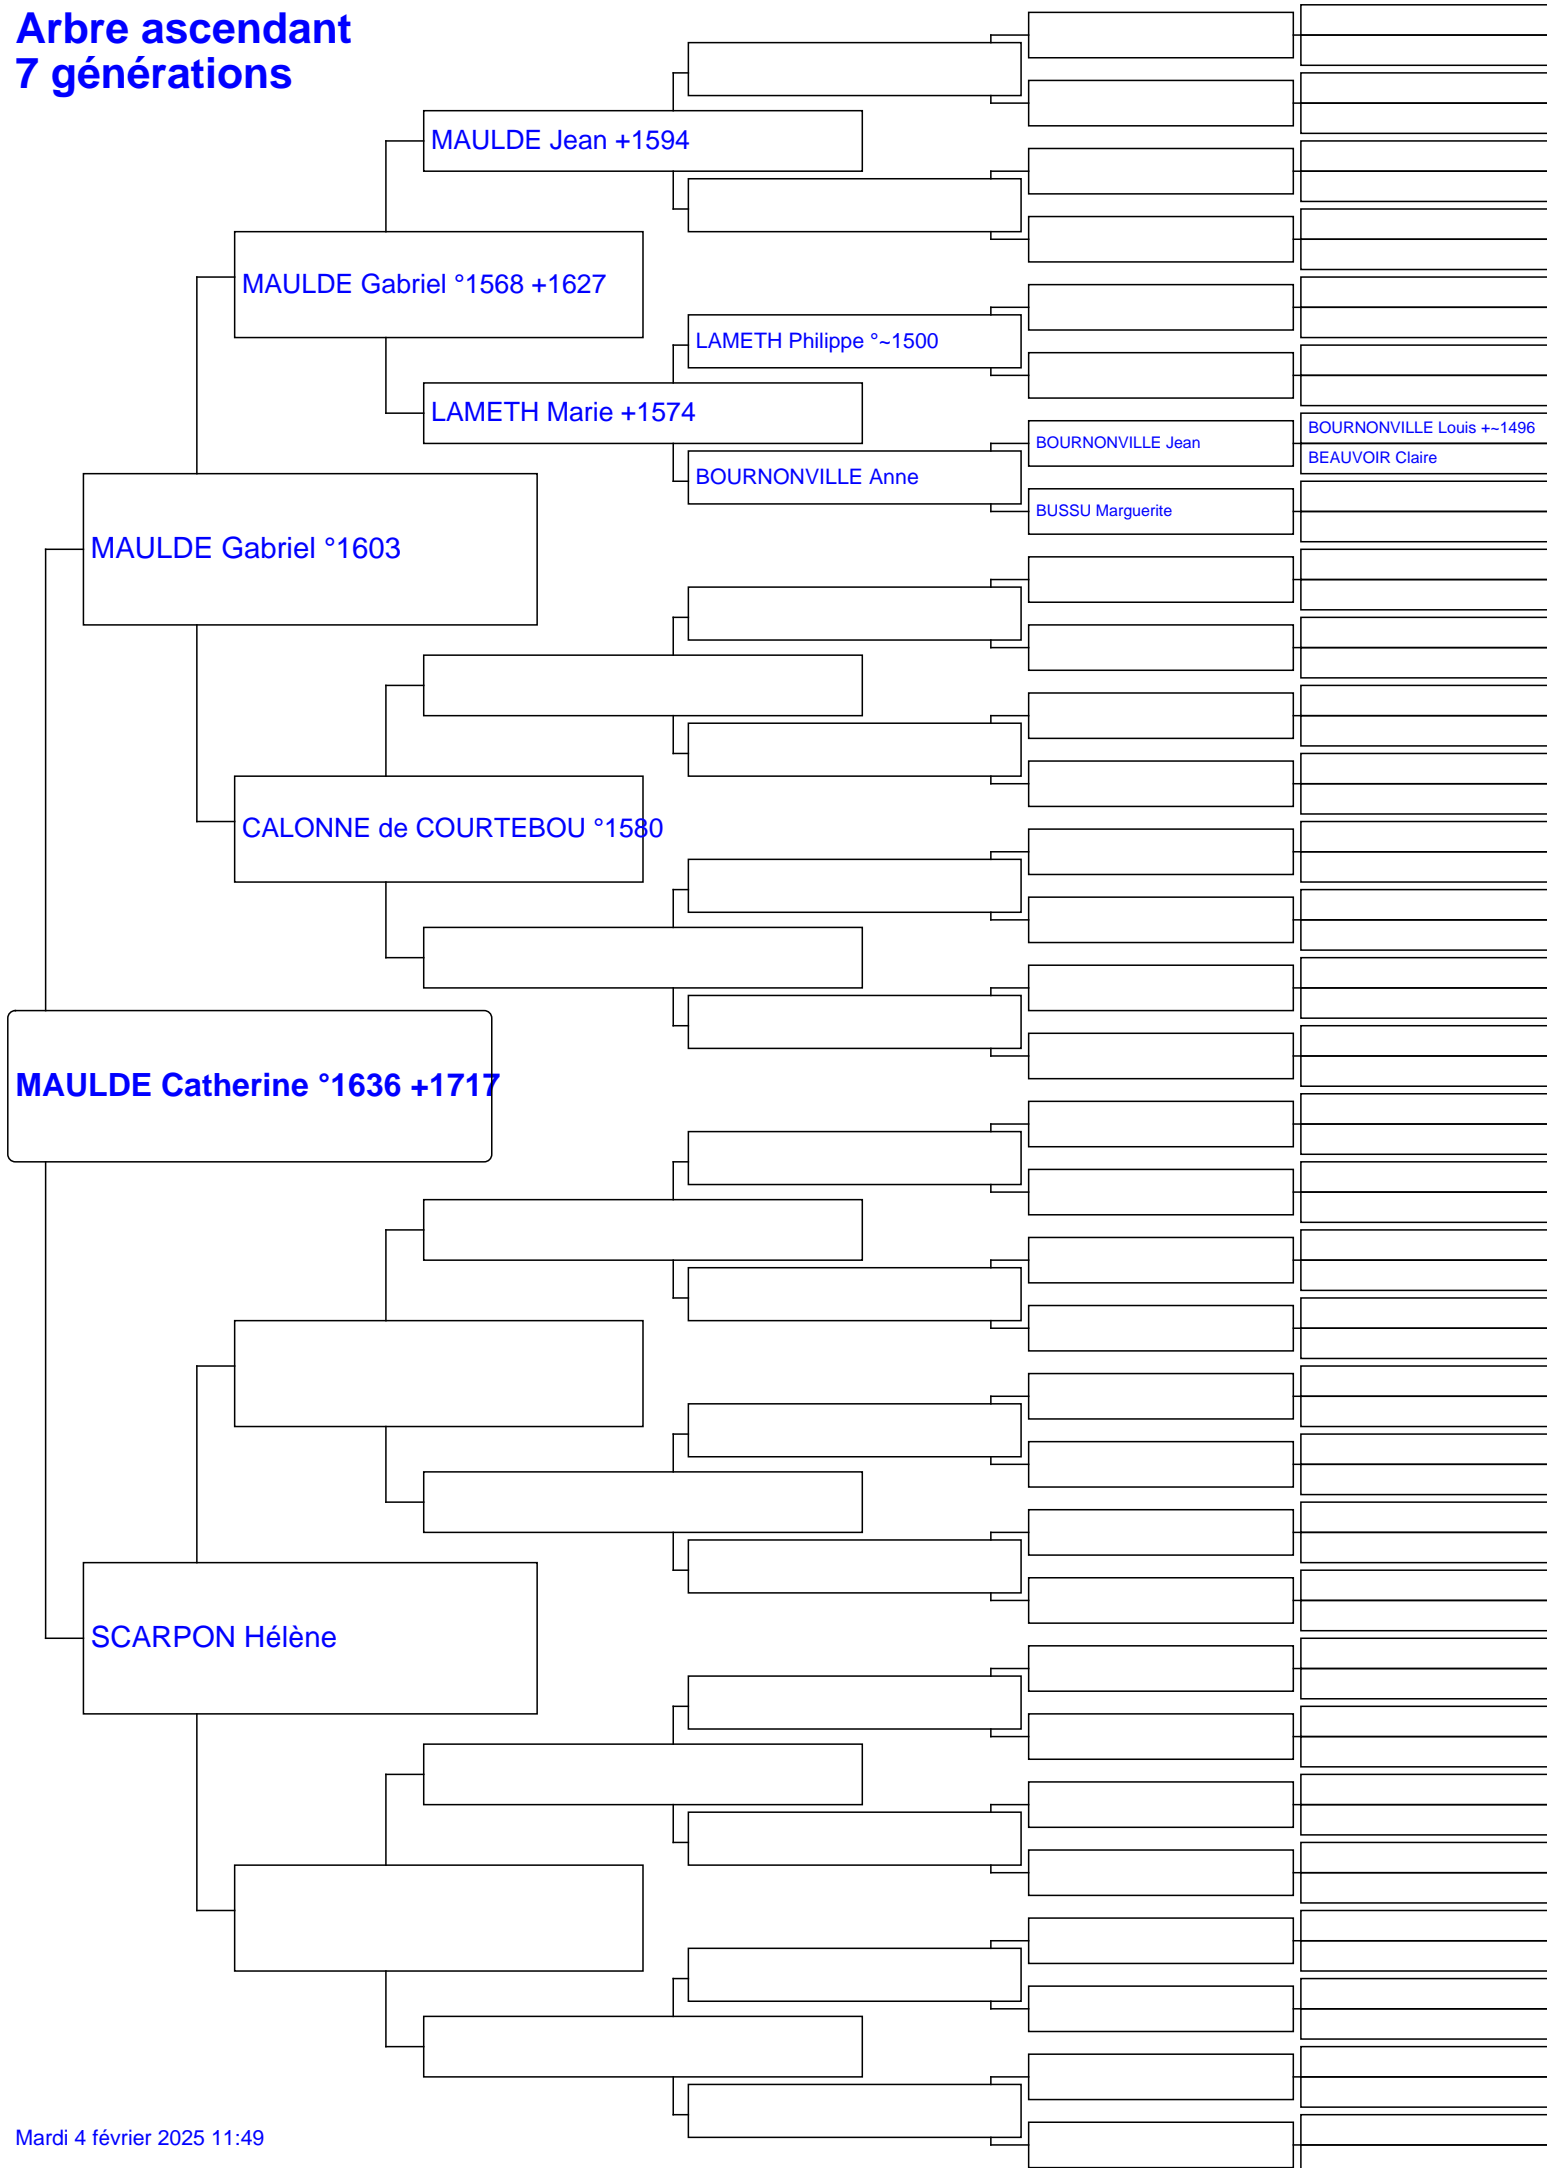 Arbre ascendant
7 générations
MAULDE Jean +1594
MAULDE Gabriel °1568 +1627
LAMETH Philippe °~1500
LAMETH Marie +1574
BOURNONVILLE Louis +~1496
BOURNONVILLE Jean
BEAUVOIR Claire
BOURNONVILLE Anne
BUSSU Marguerite
MAULDE Gabriel °1603
CALONNE de COURTEBOU °1580
MAULDE Catherine °1636 +1717
SCARPON Hélène
Mardi 4 février 2025 11:49